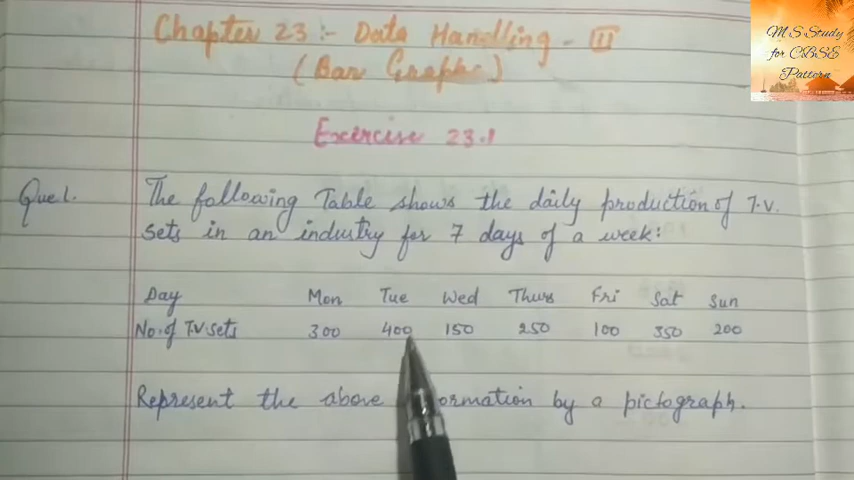 Chapter 23:- Data Handling - III
(Bar Graph)
M S Study
for CBSE
Pattern
Exercise 23.1
Que1. The following Table shows the daily production of T.V.
sets in an industry for 7 days of a week:
Day Mon Tue Wed Thurs Fri Sat Sun
No. of T.V. sets 300 400 150 250 100 350 200
Represent the above ormation by a pictograph.